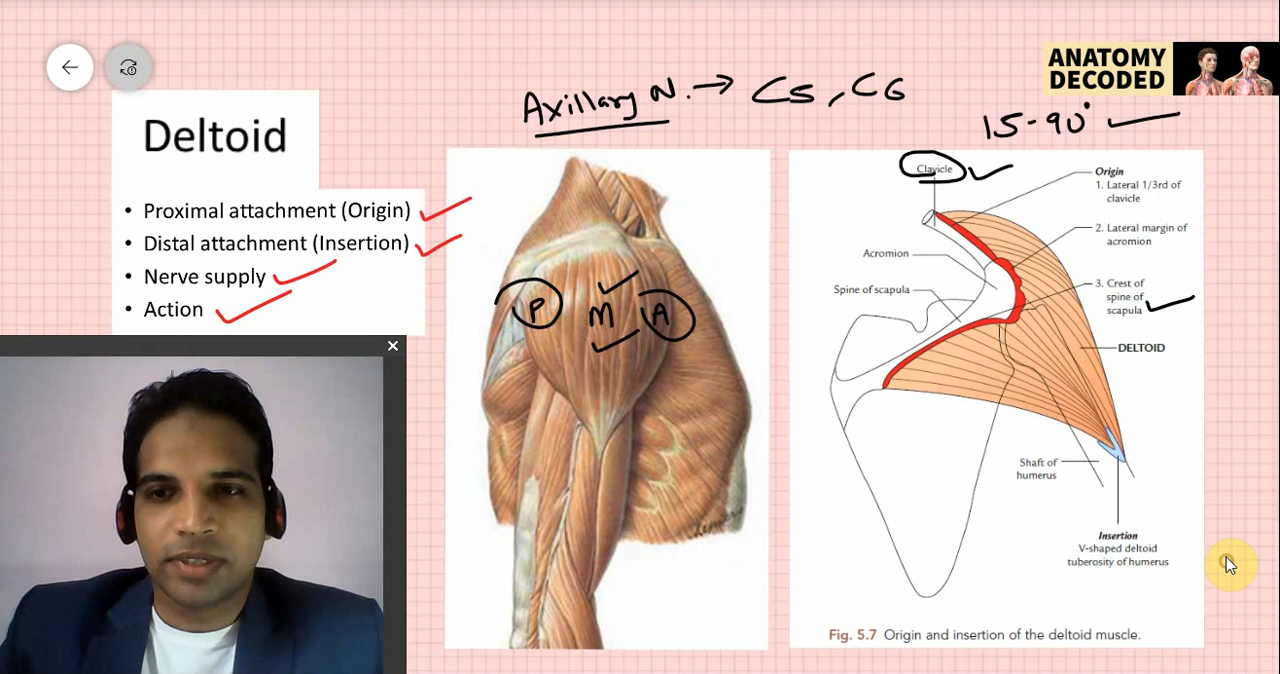 ANATOMY
DECODED
Axillary N. → C5, C6
15-90°
Deltoid
• Proximal attachment (Origin)
• Distal attachment (Insertion)
• Nerve supply
• Action
P
M
A
Clavicle
Origin
1. Lateral 1/3rd of
clavicle
2. Lateral margin of
acromion
Acromion
Spine of scapula
3. Crest of
spine of
scapula
DELTOID
Shaft of
humerus
Insertion
V-shaped deltoid
tuberosity of humerus
Fig. 5.7 Origin and insertion of the deltoid muscle.